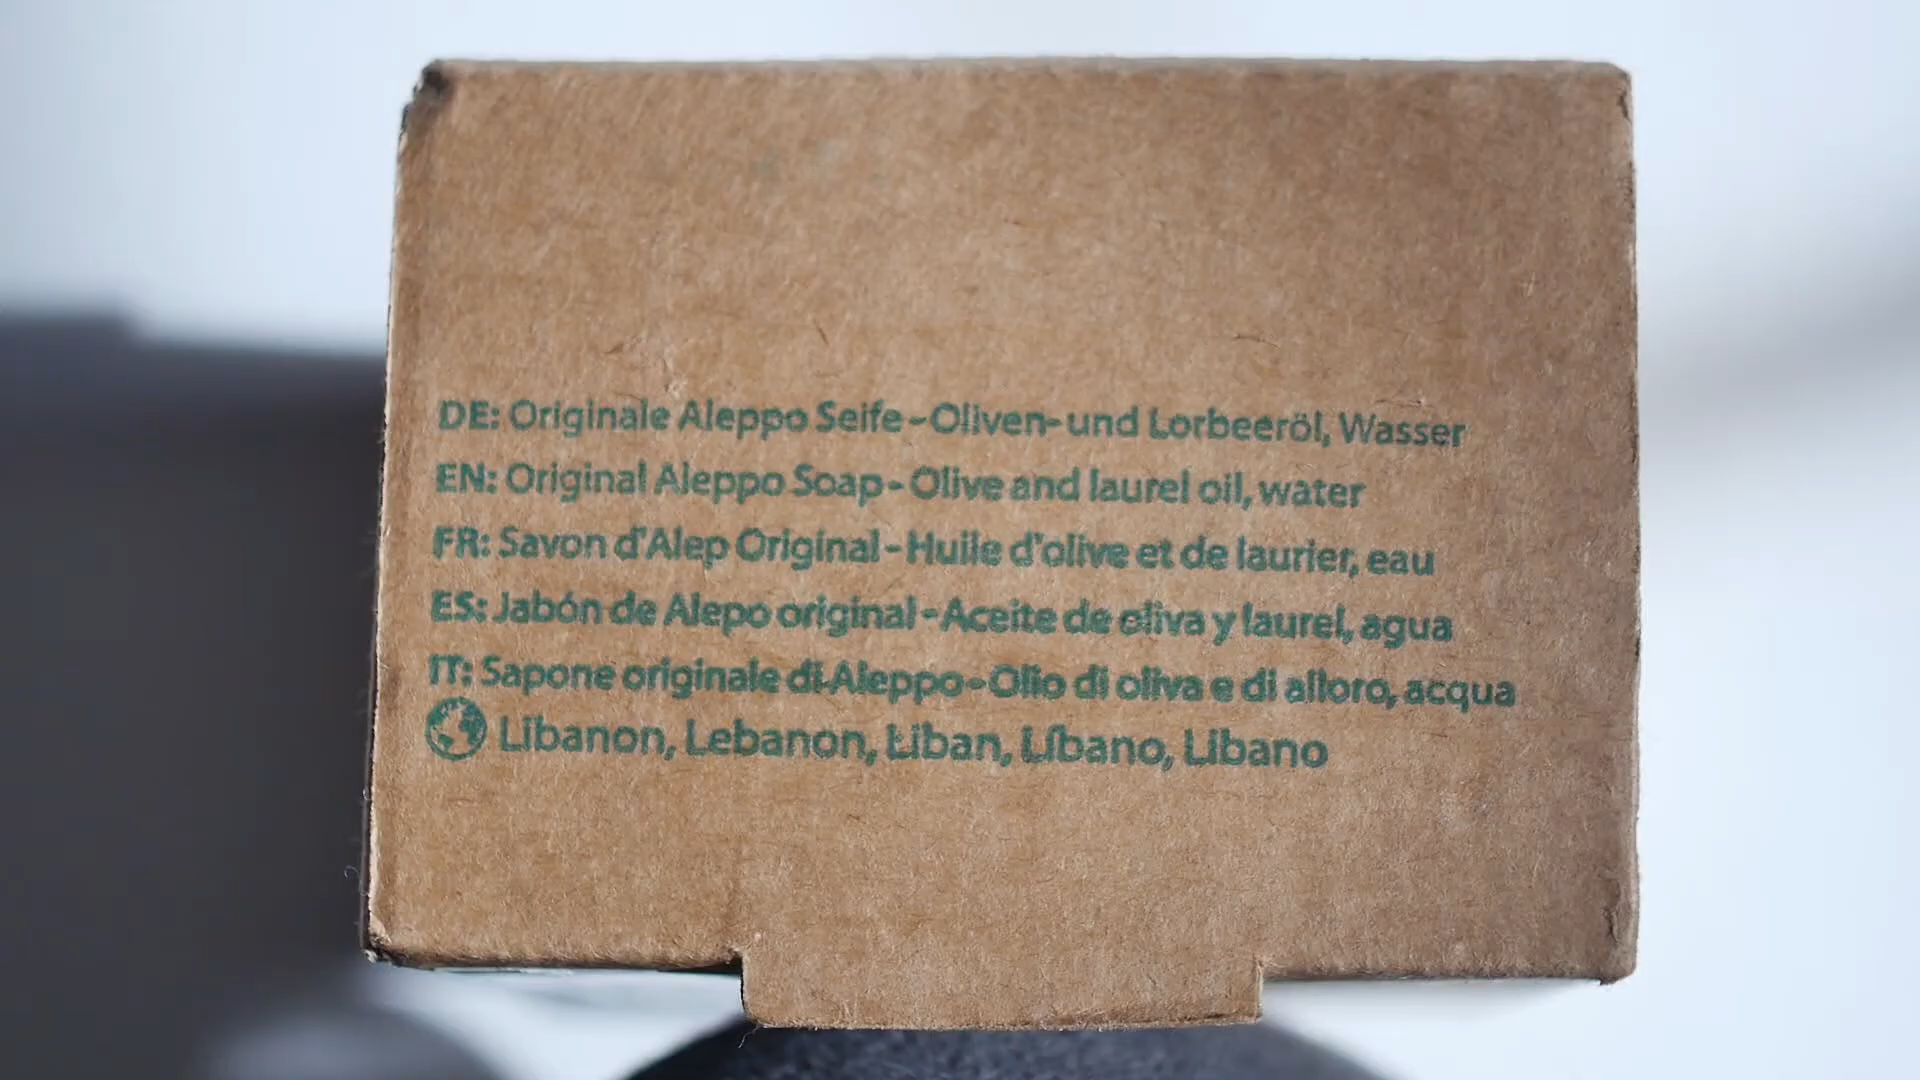 DE: Originale Aleppo Seife - Oliven- und Lorbeeröl, Wasser
EN: Original Aleppo Soap - Olive and laurel oil, water
FR: Savon d'Alep Original - Huile d'olive et de laurier, eau
ES: Jabón de Alepo original - Aceite de oliva y laurel, agua
IT: Sapone originale di Aleppo - Olio di oliva e di alloro, acqua
Libanon, Lebanon, Liban, Líbano, Libano